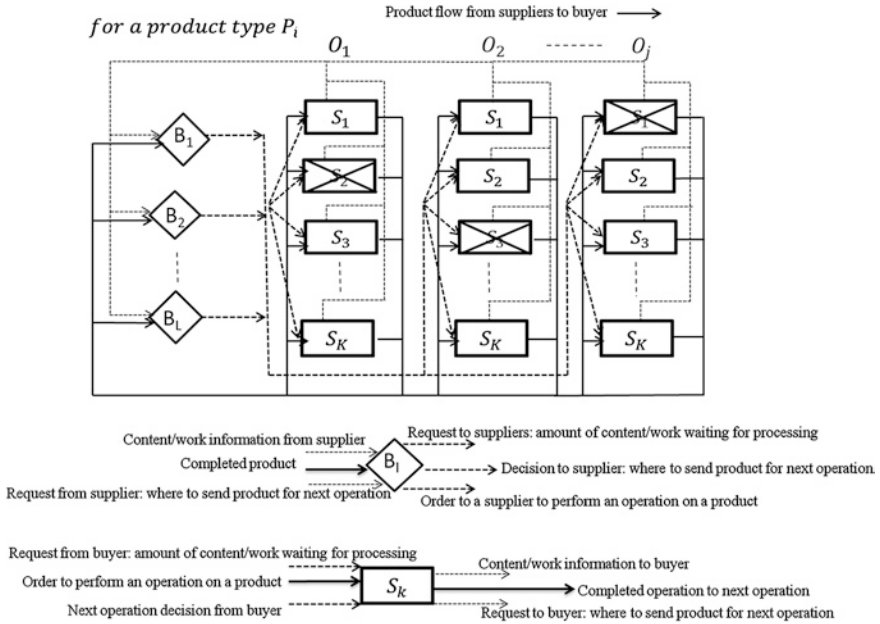 Product flow from suppliers to buyer
for a product type P_i
O_1 O_2 O_j
B_1 S_1 S_1 S_1
S_2 S_2 S_2
B_2
S_3 S_3 S_3
B_L S_K S_K S_K
Content/work information from supplier
Completed product
Request from supplier: where to send product for next operation
B_l
Request to suppliers: amount of content/work waiting for processing
Decision to supplier: where to send product for next operation.
Order to a supplier to perform an operation on a product
Request from buyer: amount of content/work waiting for processing
Order to perform an operation on a product
Next operation decision from buyer
S_k
Content/work information to buyer
Completed operation to next operation
Request to buyer: where to send product for next operation